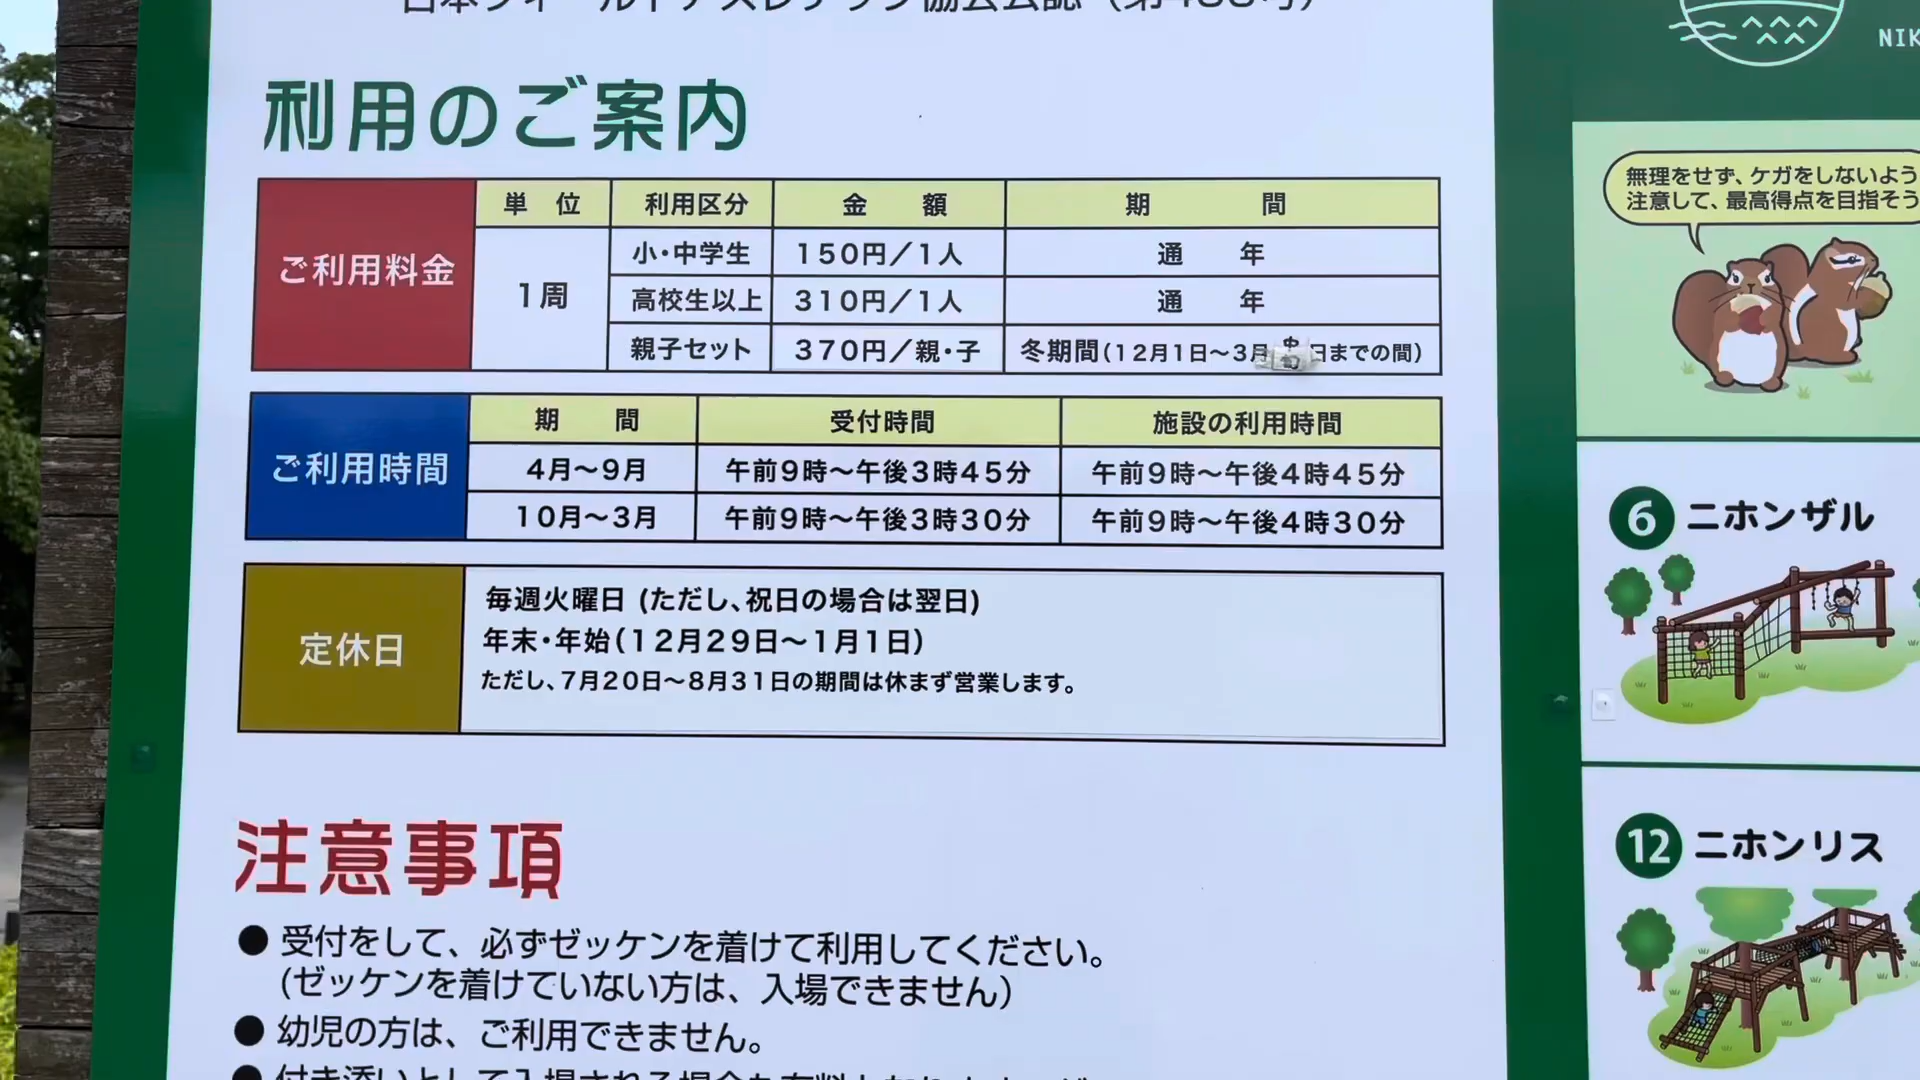 利用のご案内
ご利用料金
単位 利用区分 金額 期間
1周
小・中学生 150円／1人 通年
高校生以上 310円／1人 通年
親子セット 370円／親・子 冬期間(12月1日～3月 日までの間)
ご利用時間
期間 受付時間 施設の利用時間
4月～9月 午前9時～午後3時45分 午前9時～午後4時45分
10月～3月 午前9時～午後3時30分 午前9時～午後4時30分
定休日
毎週火曜日 (ただし、祝日の場合は翌日)
年末・年始(12月29日～1月1日)
ただし、7月20日～8月31日の期間は休まず営業します。
注意事項
● 受付をして、必ずゼッケンを着けて利用してください。
(ゼッケンを着けていない方は、入場できません)
● 幼児の方は、ご利用できません。
NIK
無理をせず、ケガをしないよう
注意して、最高得点を目指そう
6 ニホンザル
12 ニホンリス